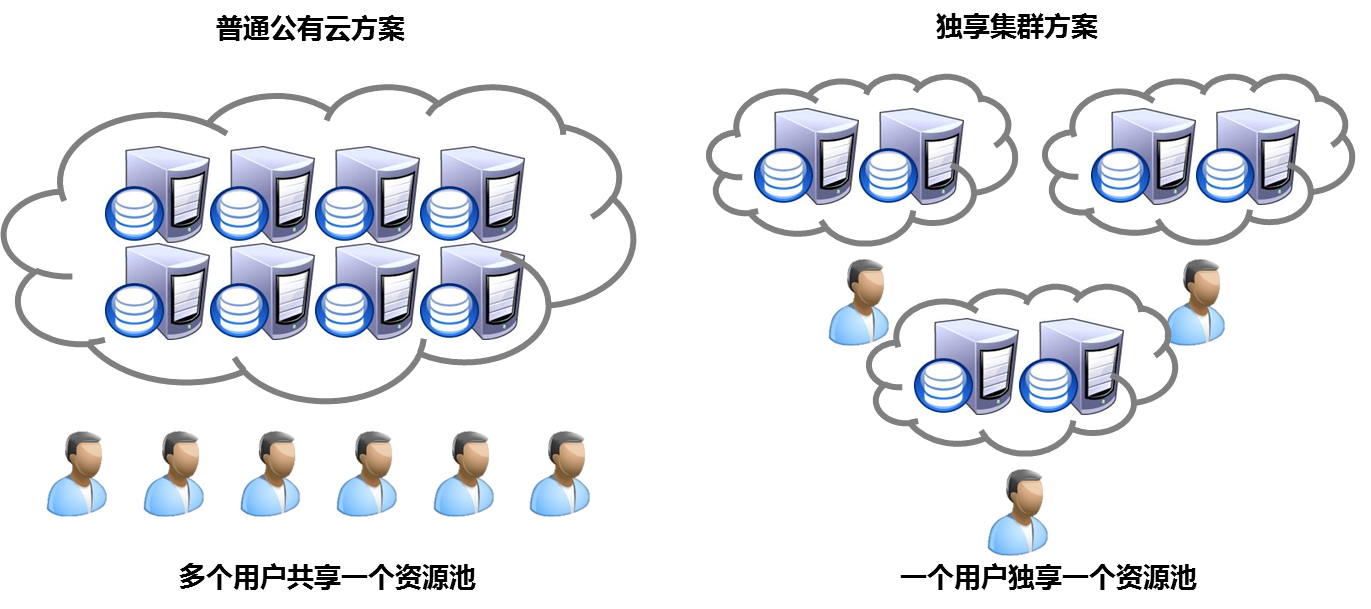 普通公有云方案
独享集群方案
多个用户共享一个资源池
一个用户独享一个资源池